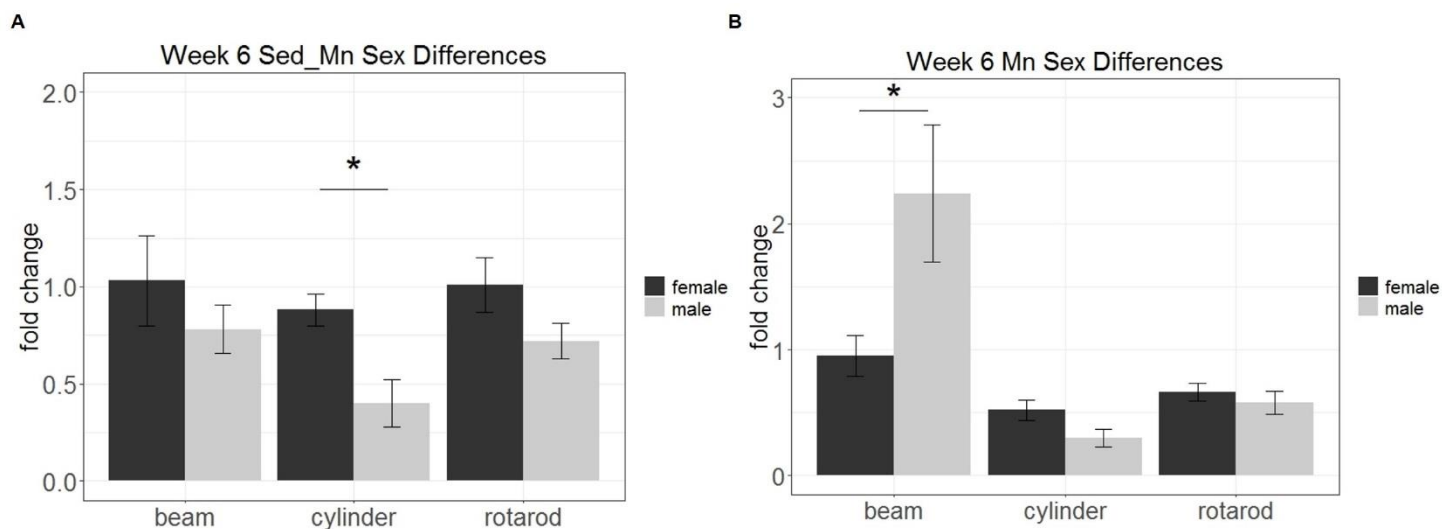 A
Week 6 Sed_Mn Sex Differences
2.0
1.5
1.0
0.5
0.0
fold change
*
beam cylinder rotarod
female
male
B
Week 6 Mn Sex Differences
3
2
1
0
fold change
*
beam cylinder rotarod
female
male